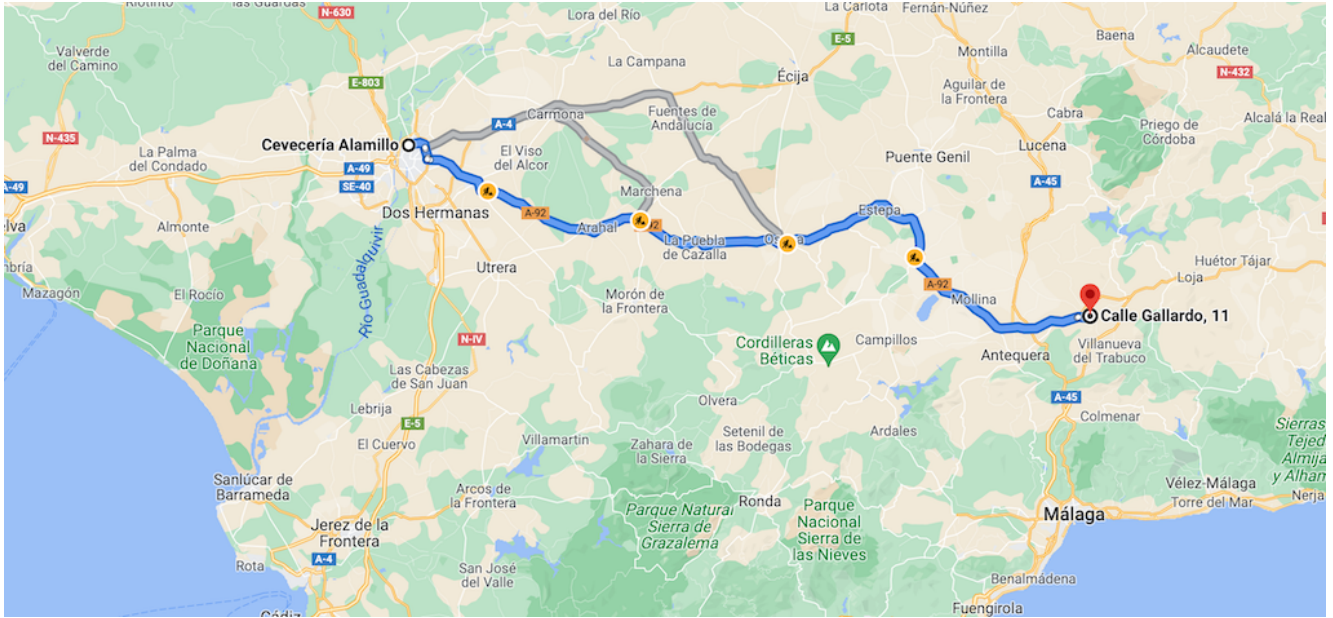 Riotinto
las Guardas
N-630
Lora del Río
La Carlota
Fernán-Núñez
E-5
Baena
Valverde
del Camino
La Campana
Montilla
Alcaudete
E-803
Écija
N-432
Aguilar de
la Frontera
Carmona
Fuentes de
Andalucía
Cabra
Priego de
Córdoba
Alcalá la Real
N-435
A-4
Cevecería Alamillo
La Palma
del Condado
El Viso
del Alcor
Puente Genil
Lucena
A-49
A-49
SE-40
A-45
Marchena
Dos Hermanas
A-92
Estepa
Almonte
Arahal
La Puebla
de Cazalla
Río Guadalquivir
Utrera
Huétor Tájar
Loja
Mazagón
El Rocío
Morón de
la Frontera
A-92
Mollina
Calle Gallardo, 11
Parque
Nacional
de Doñana
N-IV
Cordilleras
Béticas
Campillos
Antequera
Villanueva
del Trabuco
Las Cabezas
de San Juan
Olvera
A-45
Colmenar
Lebrija
E-5
El Cuervo
Villamartin
Zahara de
la Sierra
Setenil de
las Bodegas
Ardales
Sierras
Tejed
Almija
y Alham
Sanlúcar de
Barrameda
Arcos de
la Frontera
Ronda
Vélez-Málaga
Torre del Mar
Nerja
Parque Natural
Sierra de
Grazalema
Parque
Nacional
Sierra de
las Nieves
Málaga
Jerez de la
Frontera
A-4
Rota
San José
del Valle
Benalmádena
Fuengirola
Cádiz